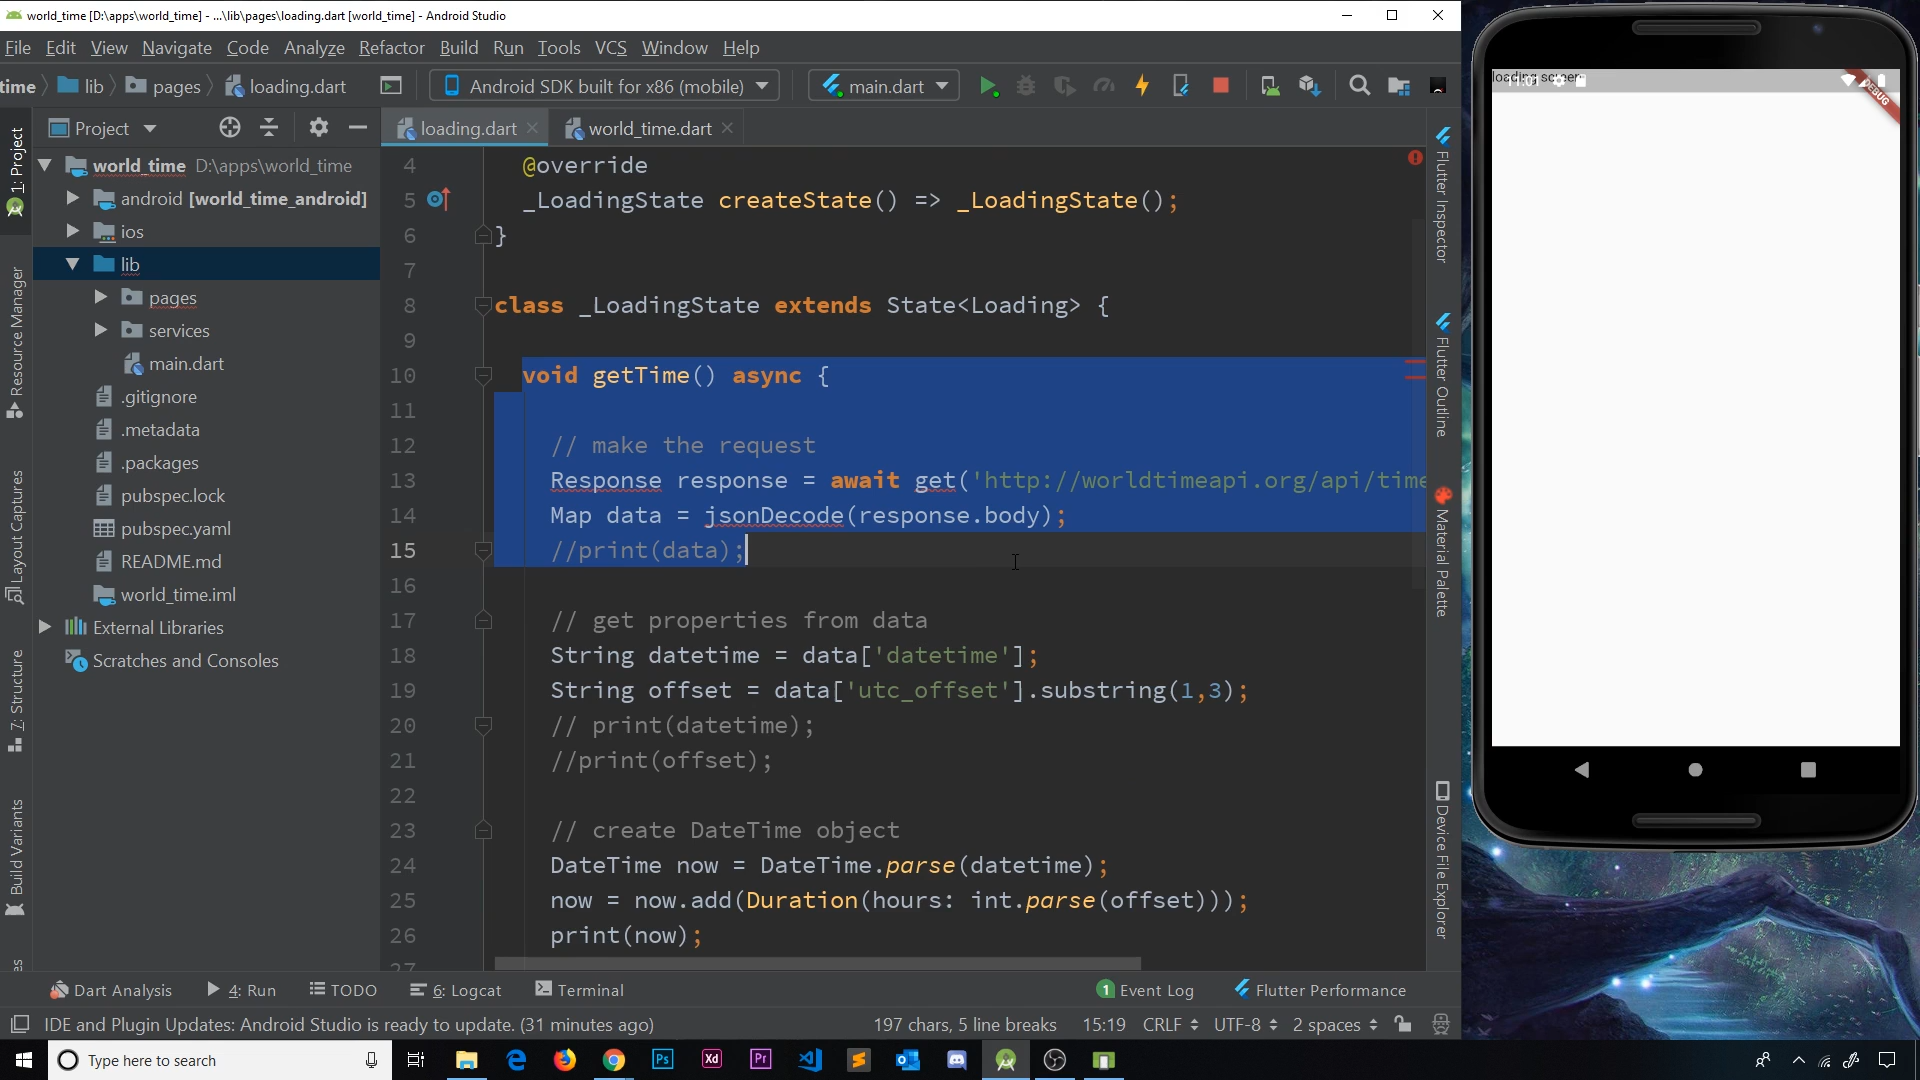 world_time [D:\apps\world_time] - ...\lib\pages\loading.dart [world_time] - Android Studio
File Edit View Navigate Code Analyze Refactor Build Run Tools VCS Window Help
time lib pages loading.dart Android SDK built for x86 (mobile) main.dart
Project loading.dart world_time.dart
1: Project
Resource Manager
Layout Captures
Z: Structure
Build Variants
world_time D:\apps\world_time
android [world_time_android]
ios
lib
pages
services
main.dart
.gitignore
.metadata
.packages
pubspec.lock
pubspec.yaml
README.md
world_time.iml
External Libraries
Scratches and Consoles
4 @override
5 _LoadingState createState() => _LoadingState();
6 }
7
8 class _LoadingState extends State<Loading> {
9
10 void getTime() async {
11
12 // make the request
13 Response response = await get('http://worldtimeapi.org/api/time
14 Map data = jsonDecode(response.body);
15 //print(data);
16
17 // get properties from data
18 String datetime = data['datetime'];
19 String offset = data['utc_offset'].substring(1,3);
20 // print(datetime);
21 //print(offset);
22
23 // create DateTime object
24 DateTime now = DateTime.parse(datetime);
25 now = now.add(Duration(hours: int.parse(offset)));
26 print(now);
27
Flutter Inspector
Flutter Outline
Material Palette
Device File Explorer
loading screen
DEBUG
Dart Analysis 4: Run TODO 6: Logcat Terminal 1 Event Log Flutter Performance
IDE and Plugin Updates: Android Studio is ready to update. (31 minutes ago) 197 chars, 5 line breaks 15:19 CRLF UTF-8 2 spaces
Type here to search Ps Xd Pr